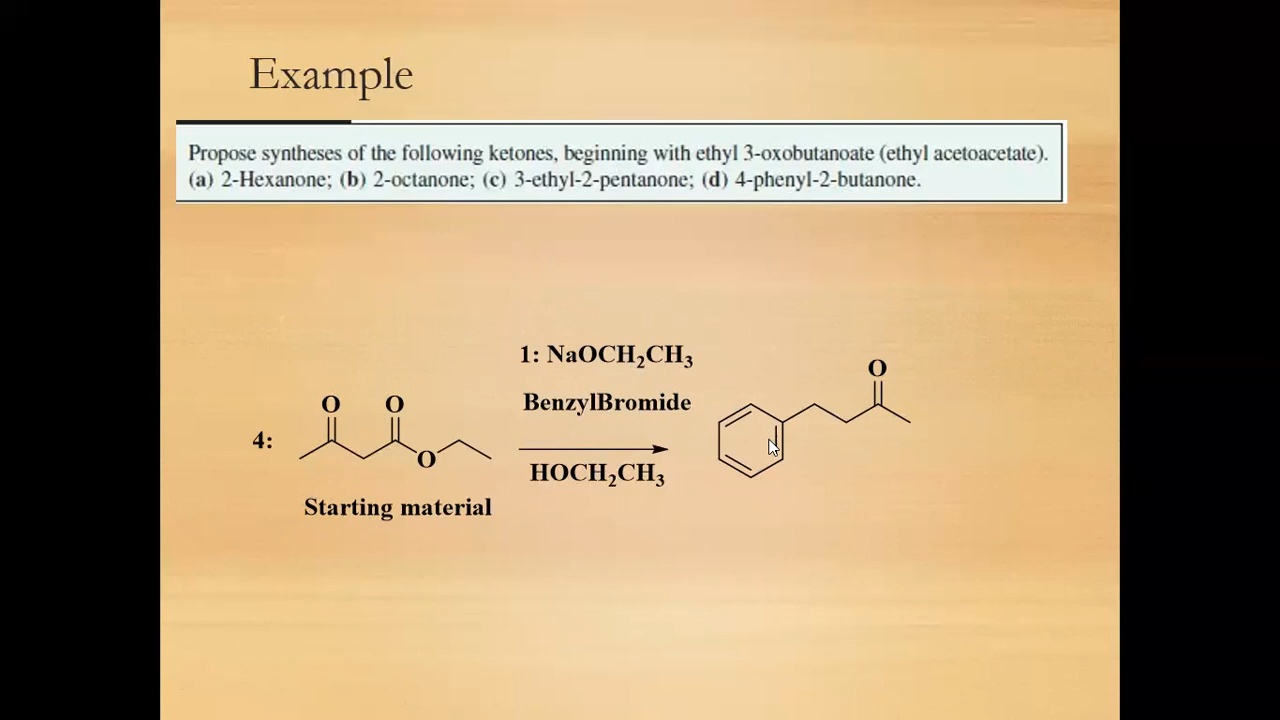 Example
Propose syntheses of the following ketones, beginning with ethyl 3-oxobutanoate (ethyl acetoacetate).
(a) 2-Hexanone; (b) 2-octanone; (c) 3-ethyl-2-pentanone; (d) 4-phenyl-2-butanone.
1: NaOCH₂CH₃
BenzylBromide
HOCH₂CH₃
4:
O O
O
Starting material
O